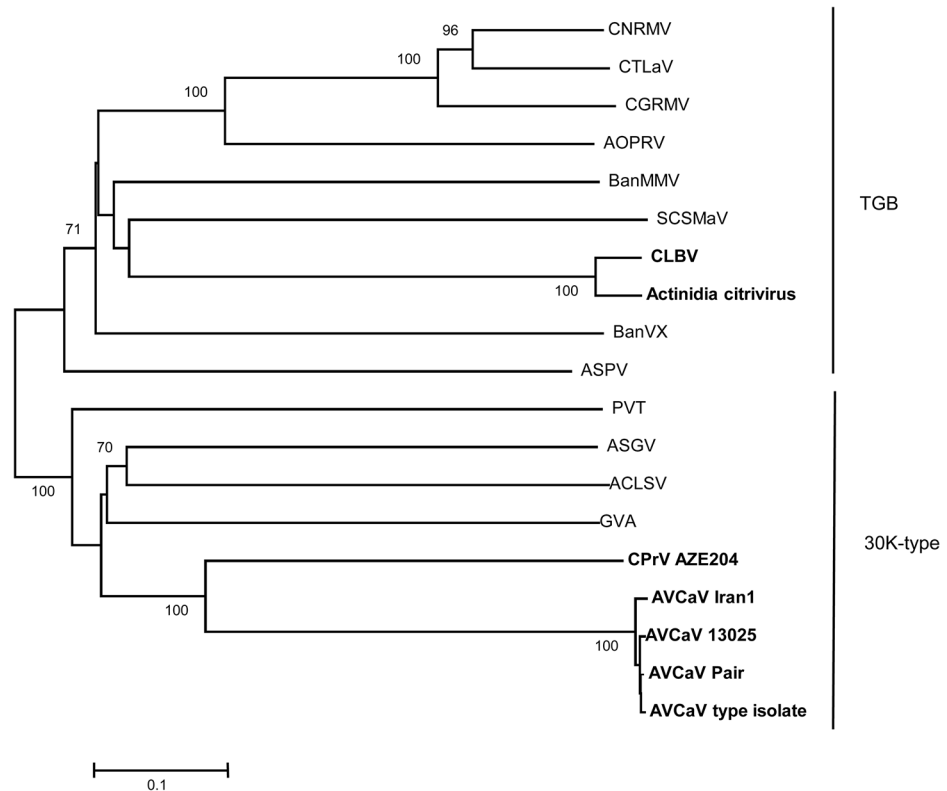 96
CNRMV
100
CTLaV
100
CGRMV
AOPRV
BanMMV
TGB
71
SCSMaV
CLBV
100
Actinidia citrivirus
BanVX
ASPV
PVT
70
ASGV
100
ACLSV
GVA
30K-type
CPrV AZE204
100
AVCaV Iran1
100
AVCaV 13025
AVCaV Pair
AVCaV type isolate
0.1